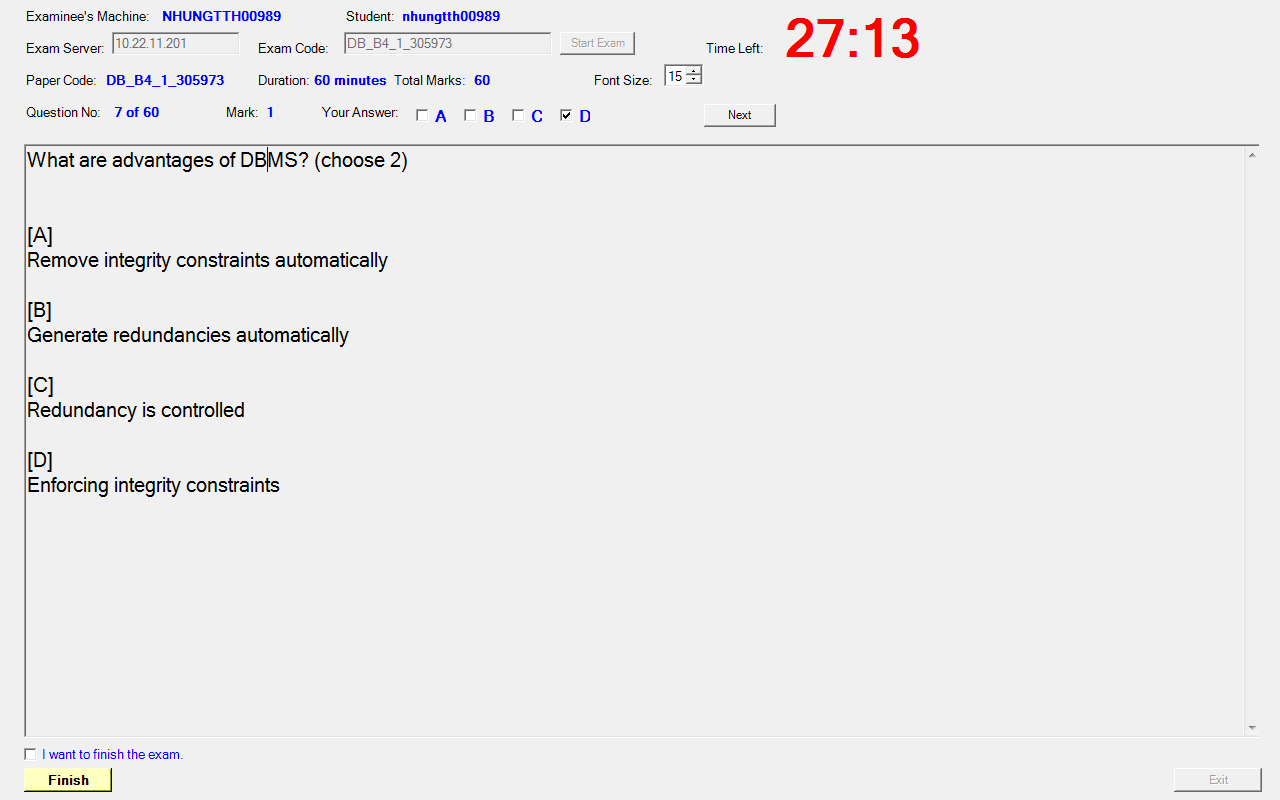 Examinee's Machine: NHUNGTTH00989 Student: nhungtth00989
Exam Server: 10.22.11.201 Exam Code: DB_B4_1_305973 Start Exam Time Left: 27:13
Paper Code: DB_B4_1_305973 Duration: 60 minutes Total Marks: 60 Font Size: 15
Question No: 7 of 60 Mark: 1 Your Answer: A B C D Next
What are advantages of DBMS? (choose 2)
[A]
Remove integrity constraints automatically
[B]
Generate redundancies automatically
[C]
Redundancy is controlled
[D]
Enforcing integrity constraints
I want to finish the exam.
Finish Exit